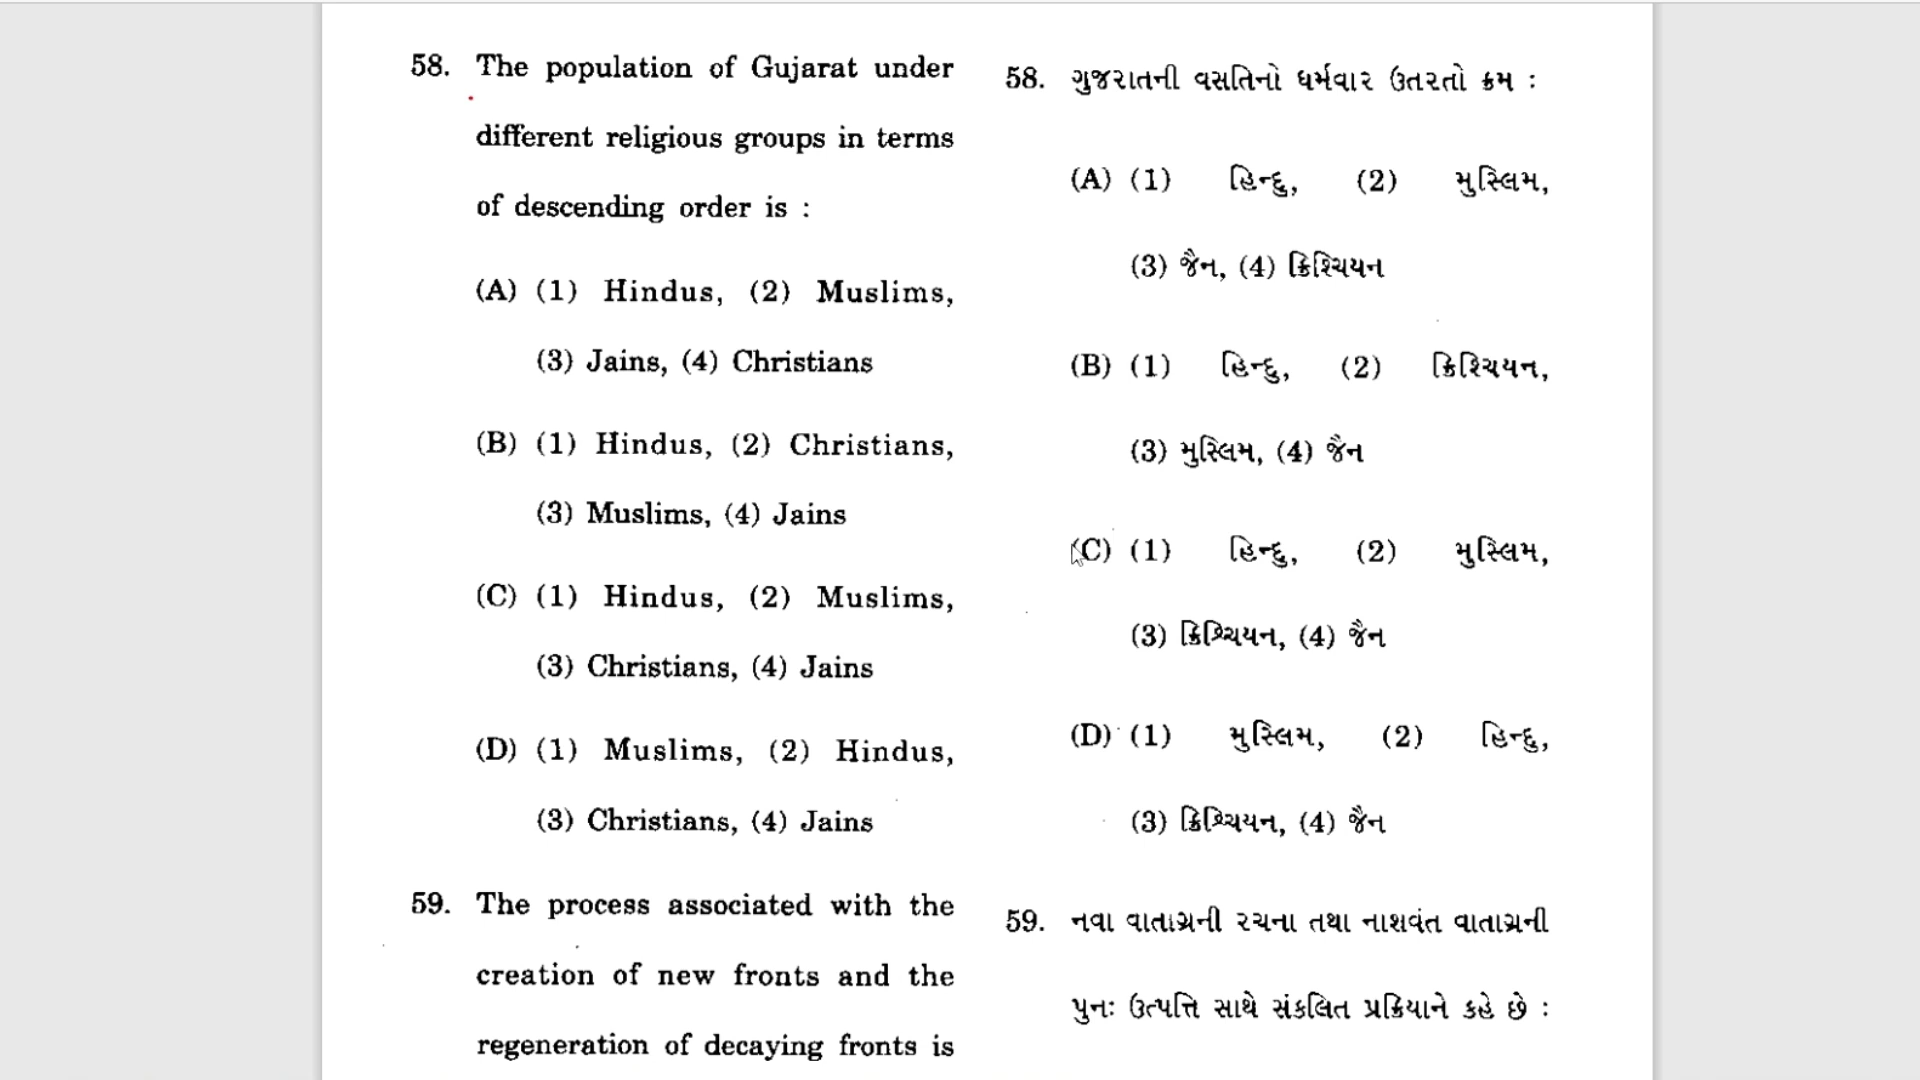 58. The population of Gujarat under
different religious groups in terms
of descending order is :
(A) (1) Hindus, (2) Muslims,
(3) Jains, (4) Christians
(B) (1) Hindus, (2) Christians,
(3) Muslims, (4) Jains
(C) (1) Hindus, (2) Muslims,
(3) Christians, (4) Jains
(D) (1) Muslims, (2) Hindus,
(3) Christians, (4) Jains
59. The process associated with the
creation of new fronts and the
regeneration of decaying fronts is
58. ગુજરાતની વસતિનો ધર્મવાર ઉતરતો ક્રમ :
(A) (1) હિન્દુ, (2) મુસ્લિમ,
(3) જૈન, (4) ક્રિશ્ચિયન
(B) (1) હિન્દુ, (2) ક્રિશ્ચિયન,
(3) મુસ્લિમ, (4) જૈન
(C) (1) હિન્દુ, (2) મુસ્લિમ,
(3) ક્રિશ્ચિયન, (4) જૈન
(D) (1) મુસ્લિમ, (2) હિન્દુ,
(3) ક્રિશ્ચિયન, (4) જૈન
59. નવા વાતાગ્રની રચના તથા નાશવંત વાતાગ્રની
પુનઃ ઉત્પત્તિ સાથે સંકલિત પ્રક્રિયાને કહે છે :